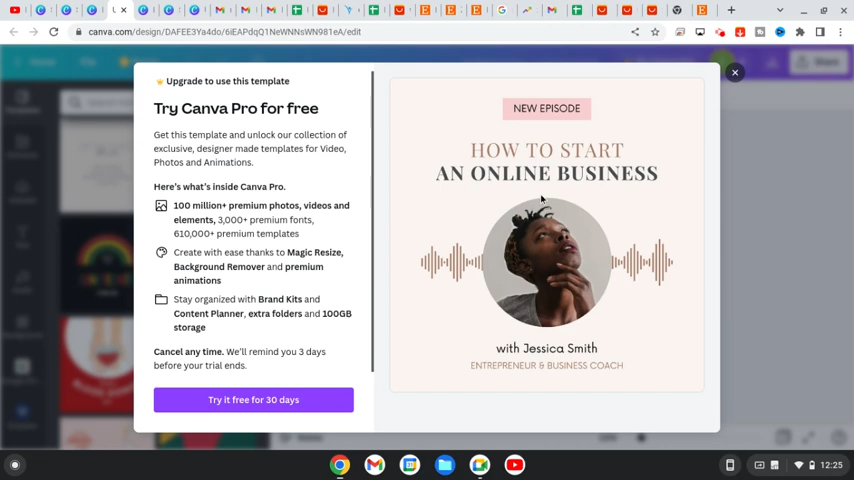 canva.com/design/DAFEE3Ya4do/6iEAPdqQ1NeWNNsWN981eA/edit
Home
File
Share
Upgrade to use this template
Try Canva Pro for free
Get this template and unlock our collection of
exclusive, designer made templates for Video,
Photos and Animations.
Here's what's inside Canva Pro.
100 million+ premium photos, videos and
elements, 3,000+ premium fonts,
610,000+ premium templates
Create with ease thanks to Magic Resize,
Background Remover and premium
animations
Stay organized with Brand Kits and
Content Planner, extra folders and 100GB
storage
Cancel any time. We'll remind you 3 days
before your trial ends.
Try it free for 30 days
NEW EPISODE
HOW TO START
AN ONLINE BUSINESS
with Jessica Smith
ENTREPRENEUR & BUSINESS COACH
12:25